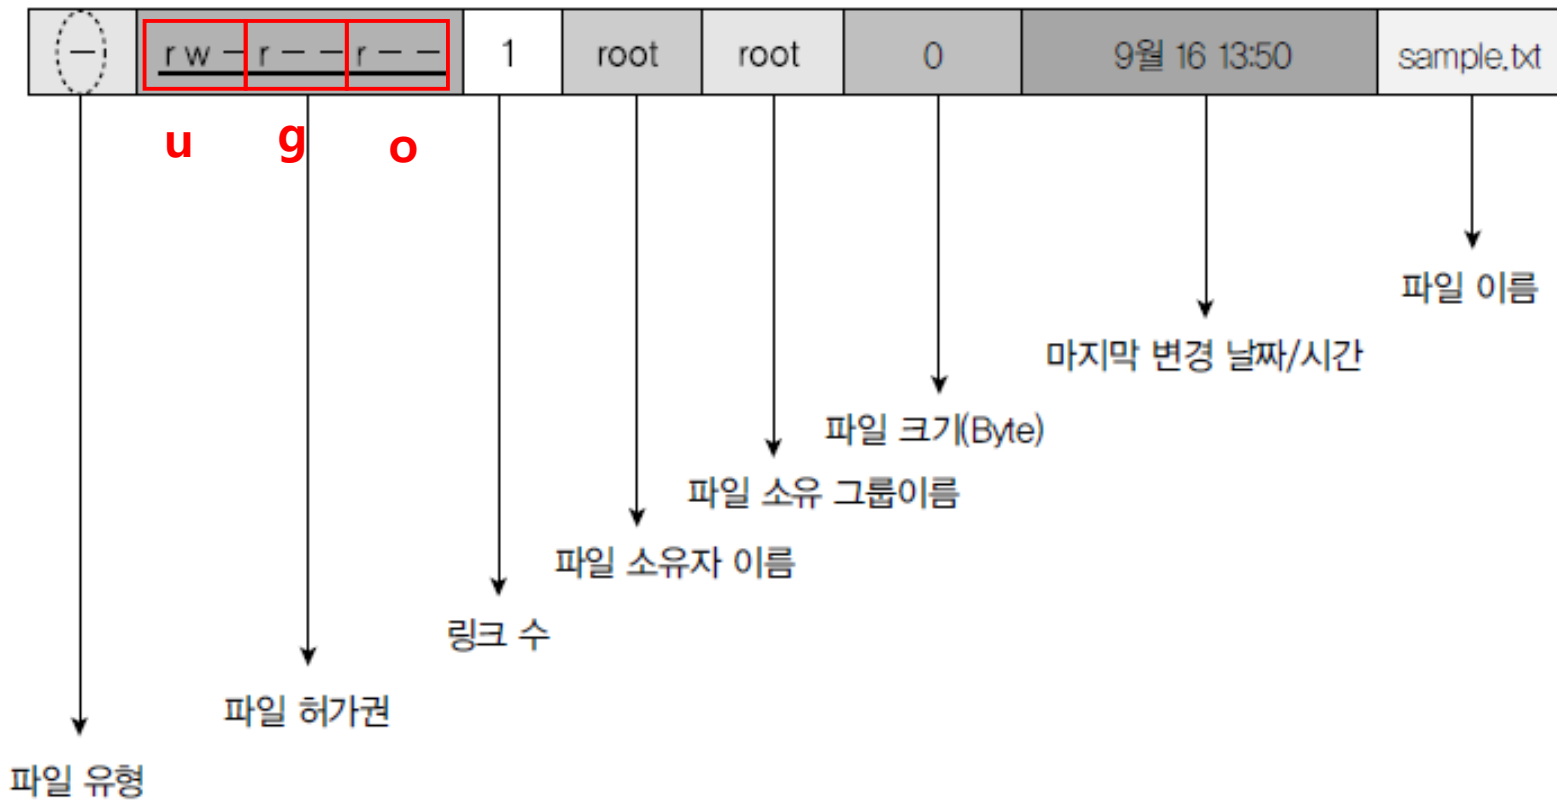 — rw– r–– r–– 1 root root 0 9월 16 13:50 sample.txt
u g o
파일 이름
마지막 변경 날짜/시간
파일 크기(Byte)
파일 소유 그룹이름
파일 소유자 이름
링크 수
파일 허가권
파일 유형